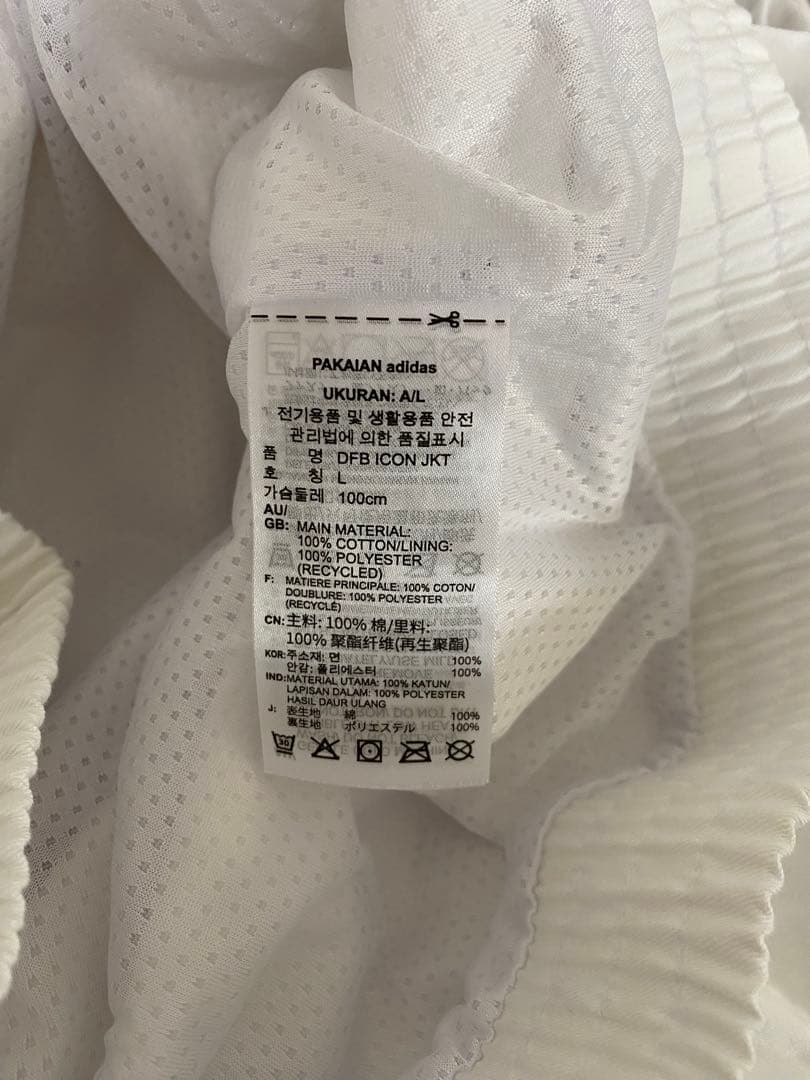 PAKAIAN adidas
UKURAN: A/L
전기용품 및 생활용품 안전
관리법에 의한 품질표시
품 명 DFB ICON JKT
호 칭 L
가슴둘레 100cm
AU/
GB: MAIN MATERIAL:
100% COTTON/LINING:
100% POLYESTER
(RECYCLED)
F: MATIERE PRINCIPALE: 100% COTON/
DOUBLURE: 100% POLYESTER
(RECYCLÉ)
CN: 主料: 100% 棉/里料:
100% 聚酯纤维(再生聚酯)
KOR: 주소재: 면 100%
안감: 폴리에스터 100%
IND: MATERIAL UTAMA: 100% KATUN/
LAPISAN DALAM: 100% POLYESTER
HASIL DAUR ULANG
J: 表生地 綿 100%
裏生地 ポリエステル 100%
30